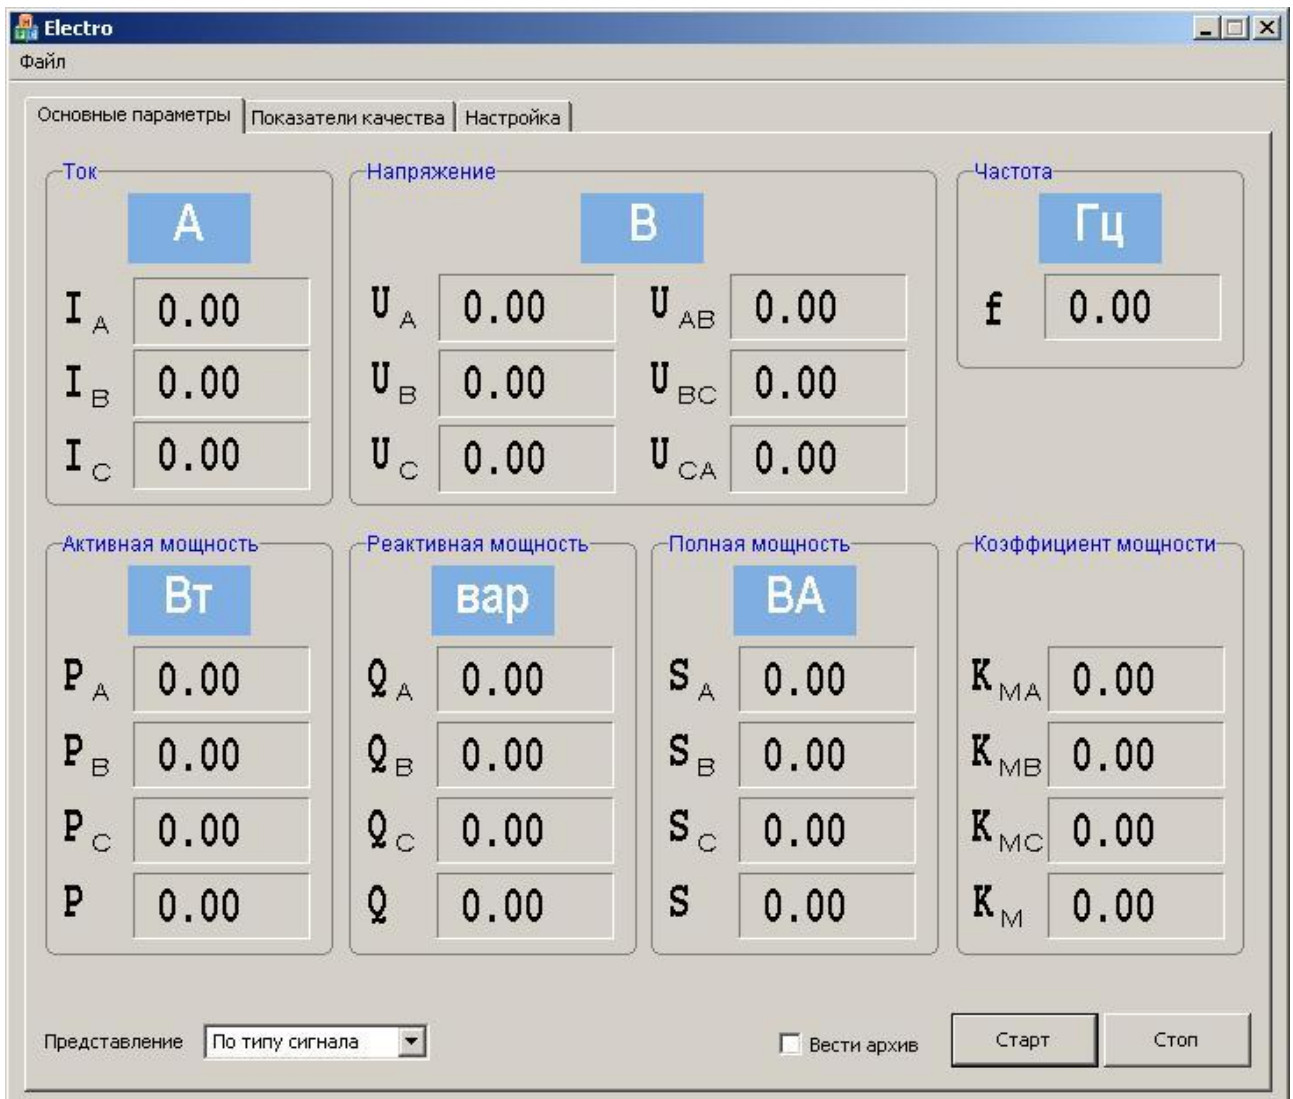 Electro
Файл
Основные параметры Показатели качества Настройка
Ток Напряжение Частота
А В Гц
I A 0.00 U A 0.00 U AB 0.00 f 0.00
I B 0.00 U B 0.00 U BC 0.00
I C 0.00 U C 0.00 U CA 0.00
Активная мощность Реактивная мощность Полная мощность Коэффициент мощности
Вт вар ВА
P A 0.00 Q A 0.00 S A 0.00 K MA 0.00
P B 0.00 Q B 0.00 S B 0.00 K MB 0.00
P C 0.00 Q C 0.00 S C 0.00 K MC 0.00
P 0.00 Q 0.00 S 0.00 K M 0.00
Представление По типу сигнала Вести архив Старт Стоп